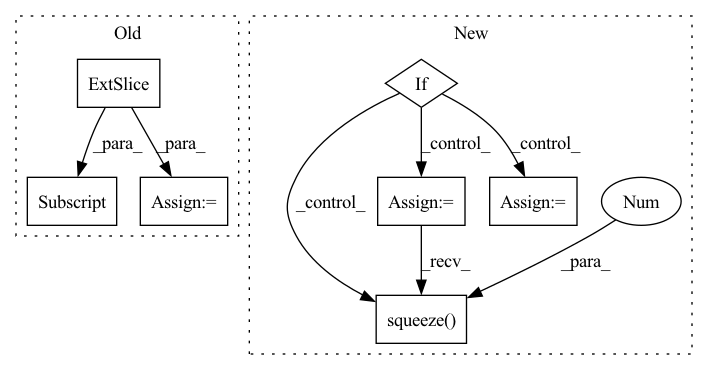 Old
New
ExtSlice
If
_para_
_para_
_control_
_control_
Subscript
Assign:=
_control_
Assign:=
Assign:=
Num
_recv_
_para_
squeeze()